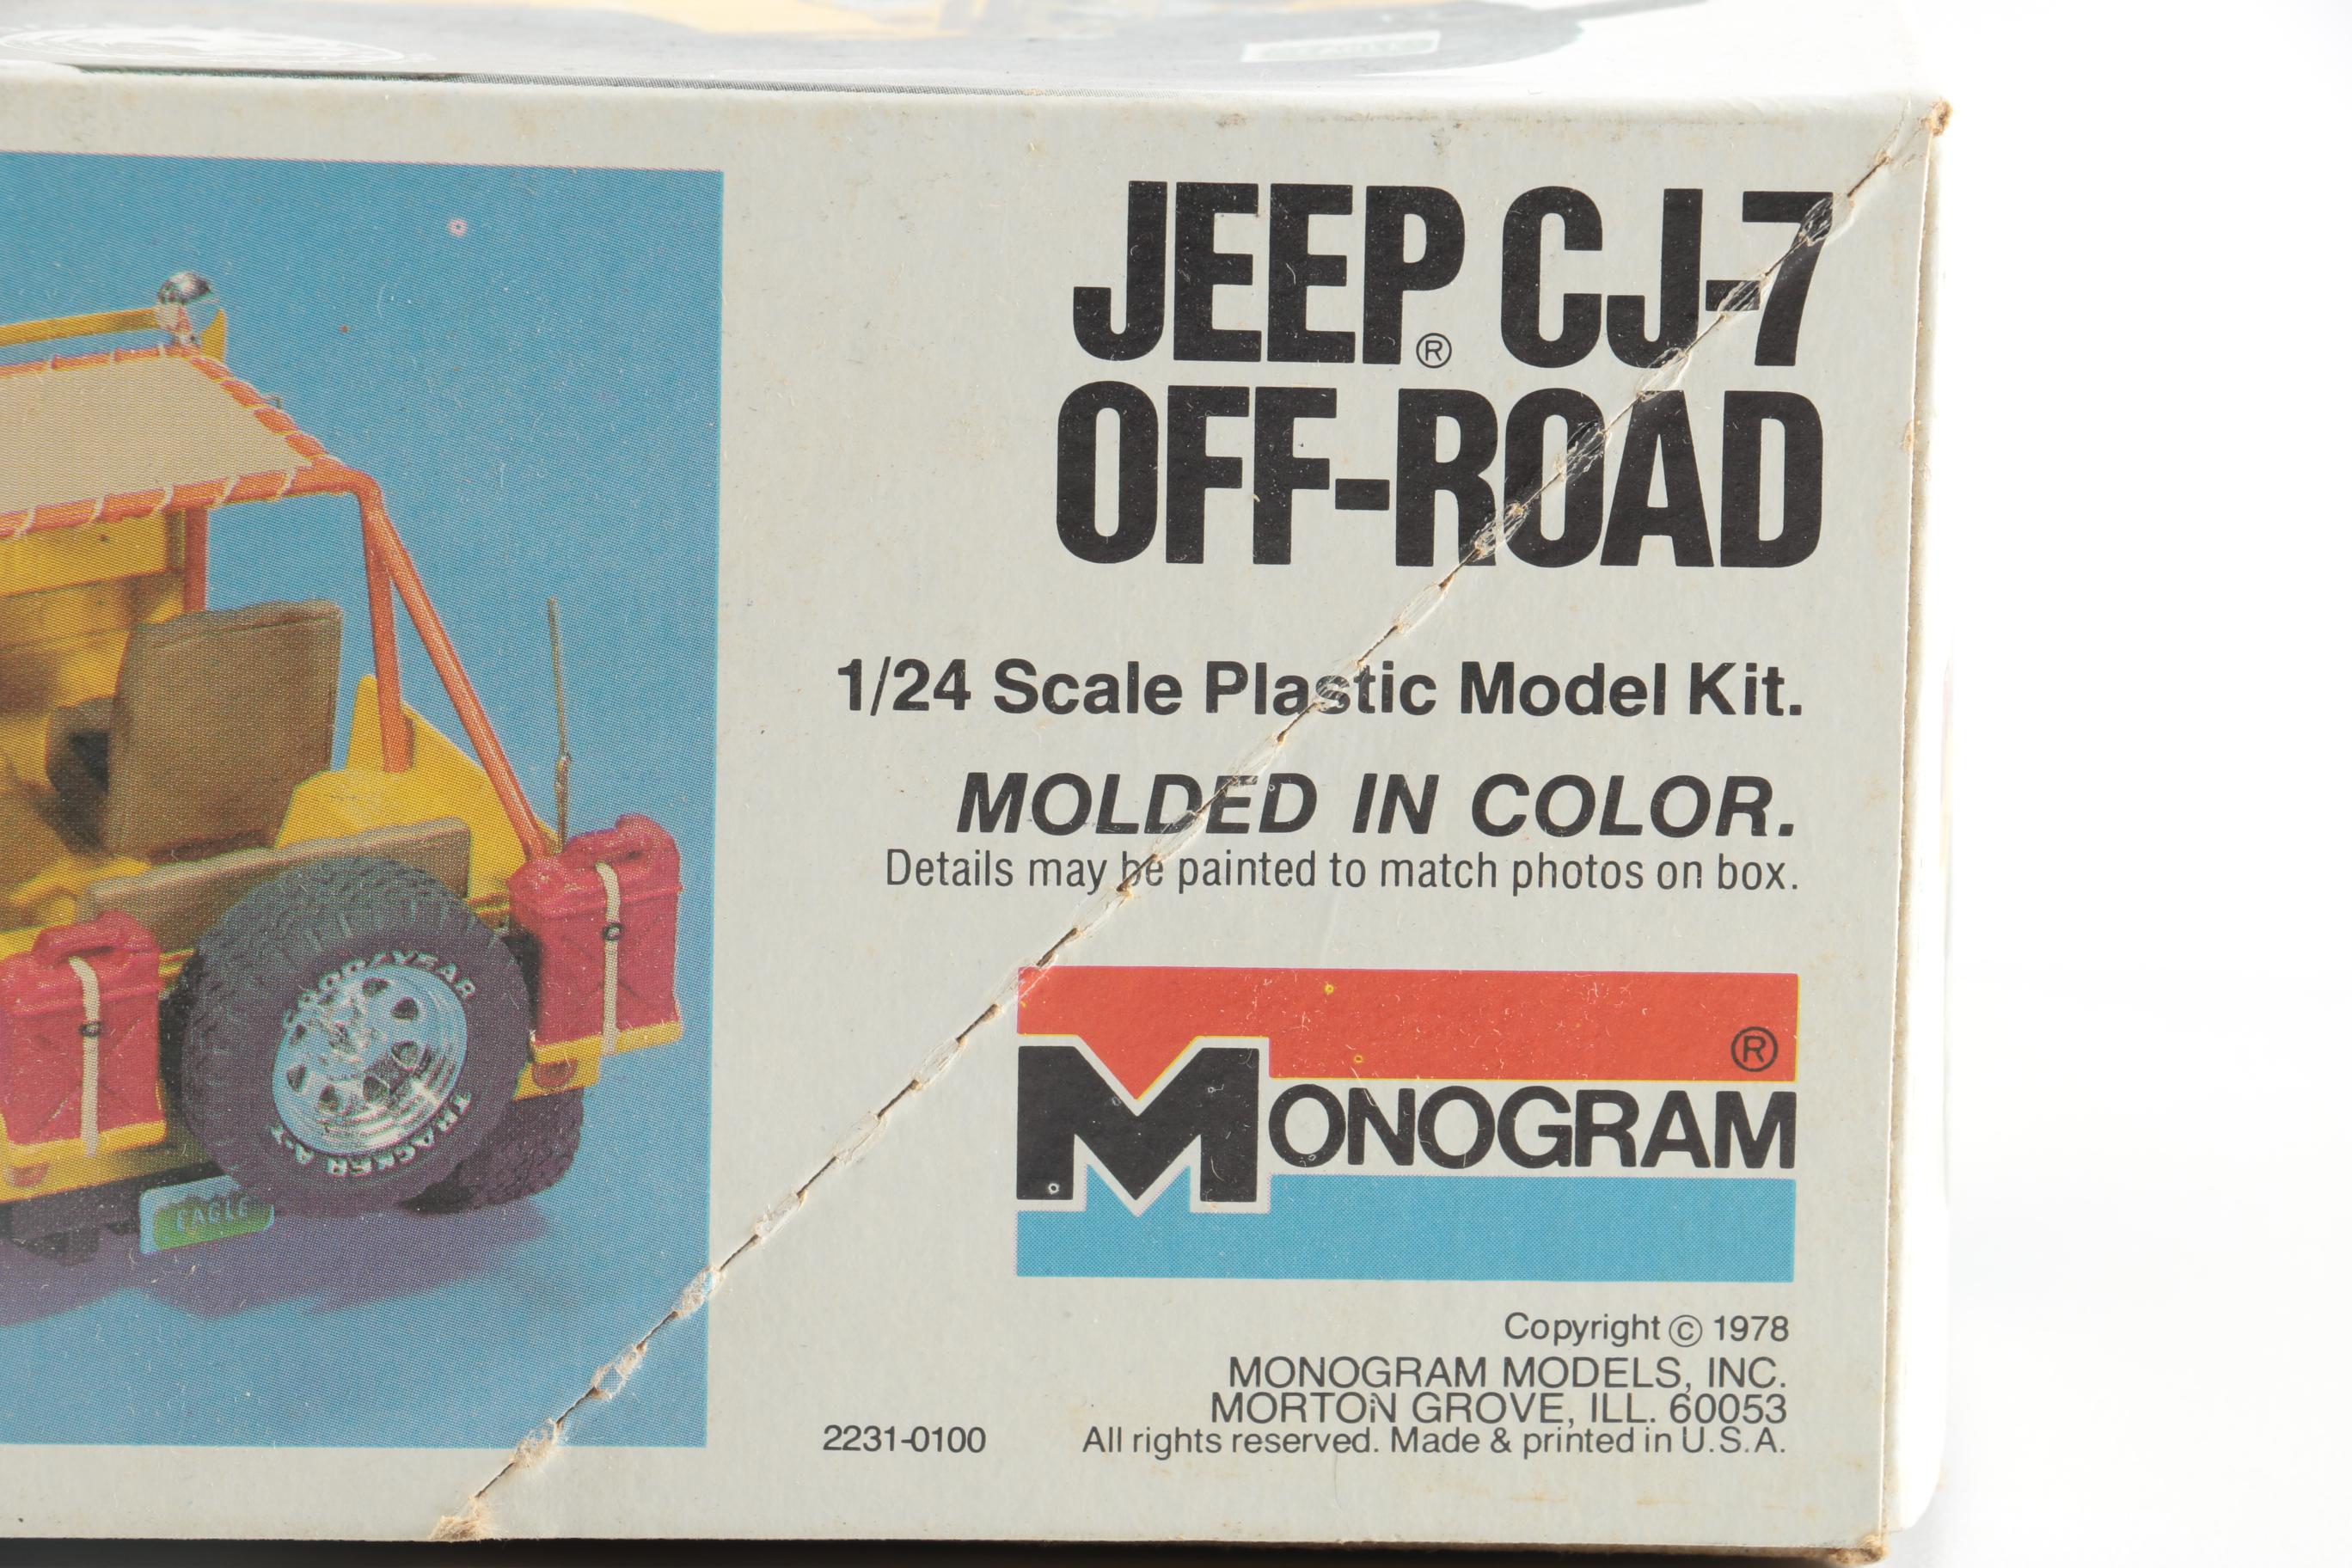 JEEP® CJ-7
OFF-ROAD
1/24 Scale Plastic Model Kit.
MOLDED IN COLOR.
Details may be painted to match photos on box.
MONOGRAM®
Copyright © 1978
MONOGRAM MODELS, INC.
MORTON GROVE, ILL. 60053
2231-0100 All rights reserved. Made & printed in U.S.A.
GOODYEAR
TRACKER A-T
EAGLE